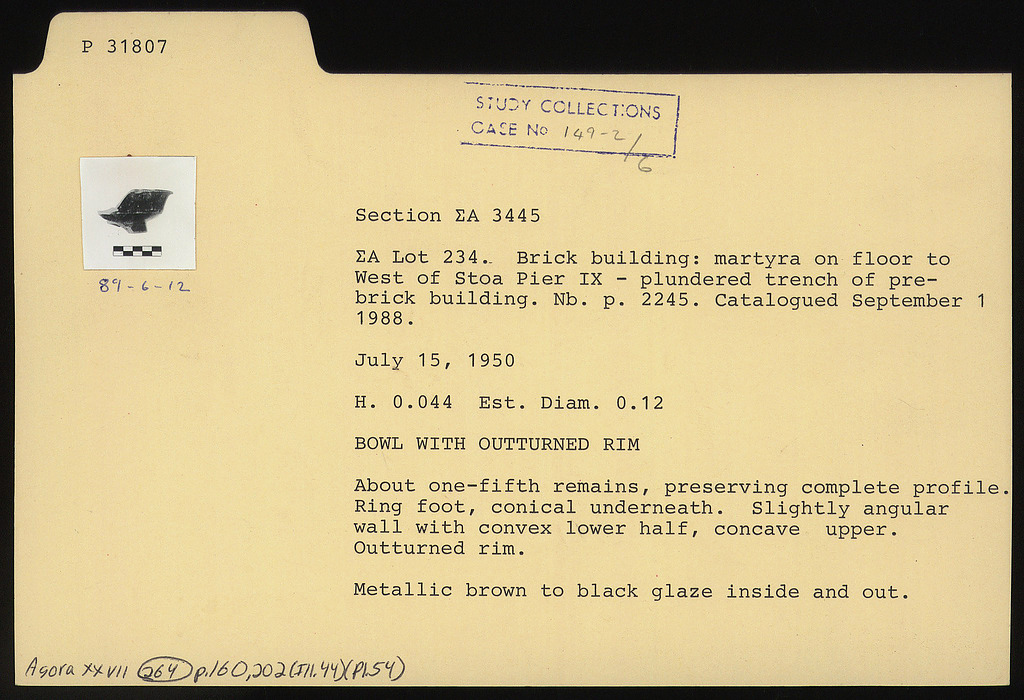 P 31807
STUDY COLLECTIONS
CASE No 149-2/6
89-6-12
Section ΣA 3445
ΣA Lot 234. Brick building: martyra on floor to
West of Stoa Pier IX - plundered trench of pre-
brick building. Nb. p. 2245. Catalogued September 1
1988.
July 15, 1950
H. 0.044 Est. Diam. 0.12
BOWL WITH OUTTURNED RIM
About one-fifth remains, preserving complete profile.
Ring foot, conical underneath. Slightly angular
wall with convex lower half, concave upper.
Outturned rim.
Metallic brown to black glaze inside and out.
Agora XXVII 264 p.160,202(Ill.44)(Pl.54)